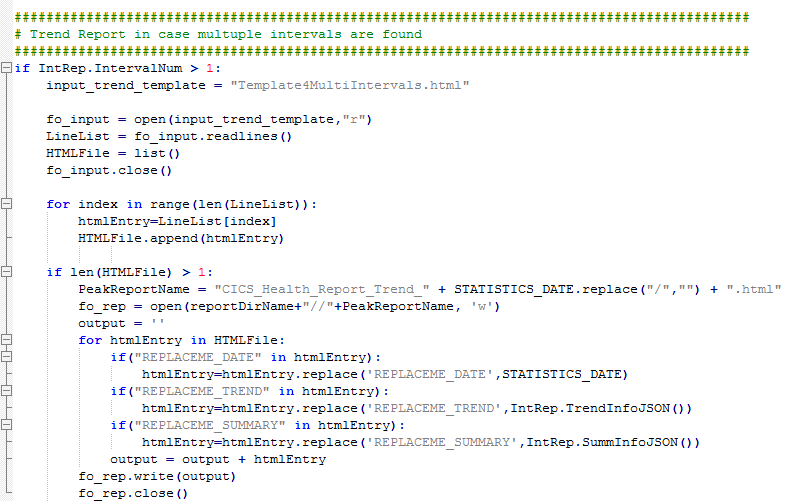 ############################################################################################
# Trend Report in case multuple intervals are found
############################################################################################
if IntRep.IntervalNum > 1:
    input_trend_template = "Template4MultiIntervals.html"

    fo_input = open(input_trend_template,"r")
    LineList = fo_input.readlines()
    HTMLFile = list()
    fo_input.close()

    for index in range(len(LineList)):
        htmlEntry=LineList[index]
        HTMLFile.append(htmlEntry)

    if len(HTMLFile) > 1:
        PeakReportName = "CICS_Health_Report_Trend_" + STATISTICS_DATE.replace("/","") + ".html"
        fo_rep = open(reportDirName+"//"+PeakReportName, 'w')
        output = ''
        for htmlEntry in HTMLFile:
            if("REPLACEME_DATE" in htmlEntry):
                htmlEntry=htmlEntry.replace('REPLACEME_DATE',STATISTICS_DATE)
            if("REPLACEME_TREND" in htmlEntry):
                htmlEntry=htmlEntry.replace('REPLACEME_TREND',IntRep.TrendInfoJSON())
            if("REPLACEME_SUMMARY" in htmlEntry):
                htmlEntry=htmlEntry.replace('REPLACEME_SUMMARY',IntRep.SummInfoJSON())
            output = output + htmlEntry
        fo_rep.write(output)
        fo_rep.close()